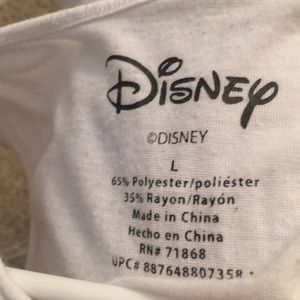 Disney
©DISNEY
L
65% Polyester/poliéster
35% Rayon/Rayón
Made in China
Hecho en China
RN# 71868
UPC# 887648807358